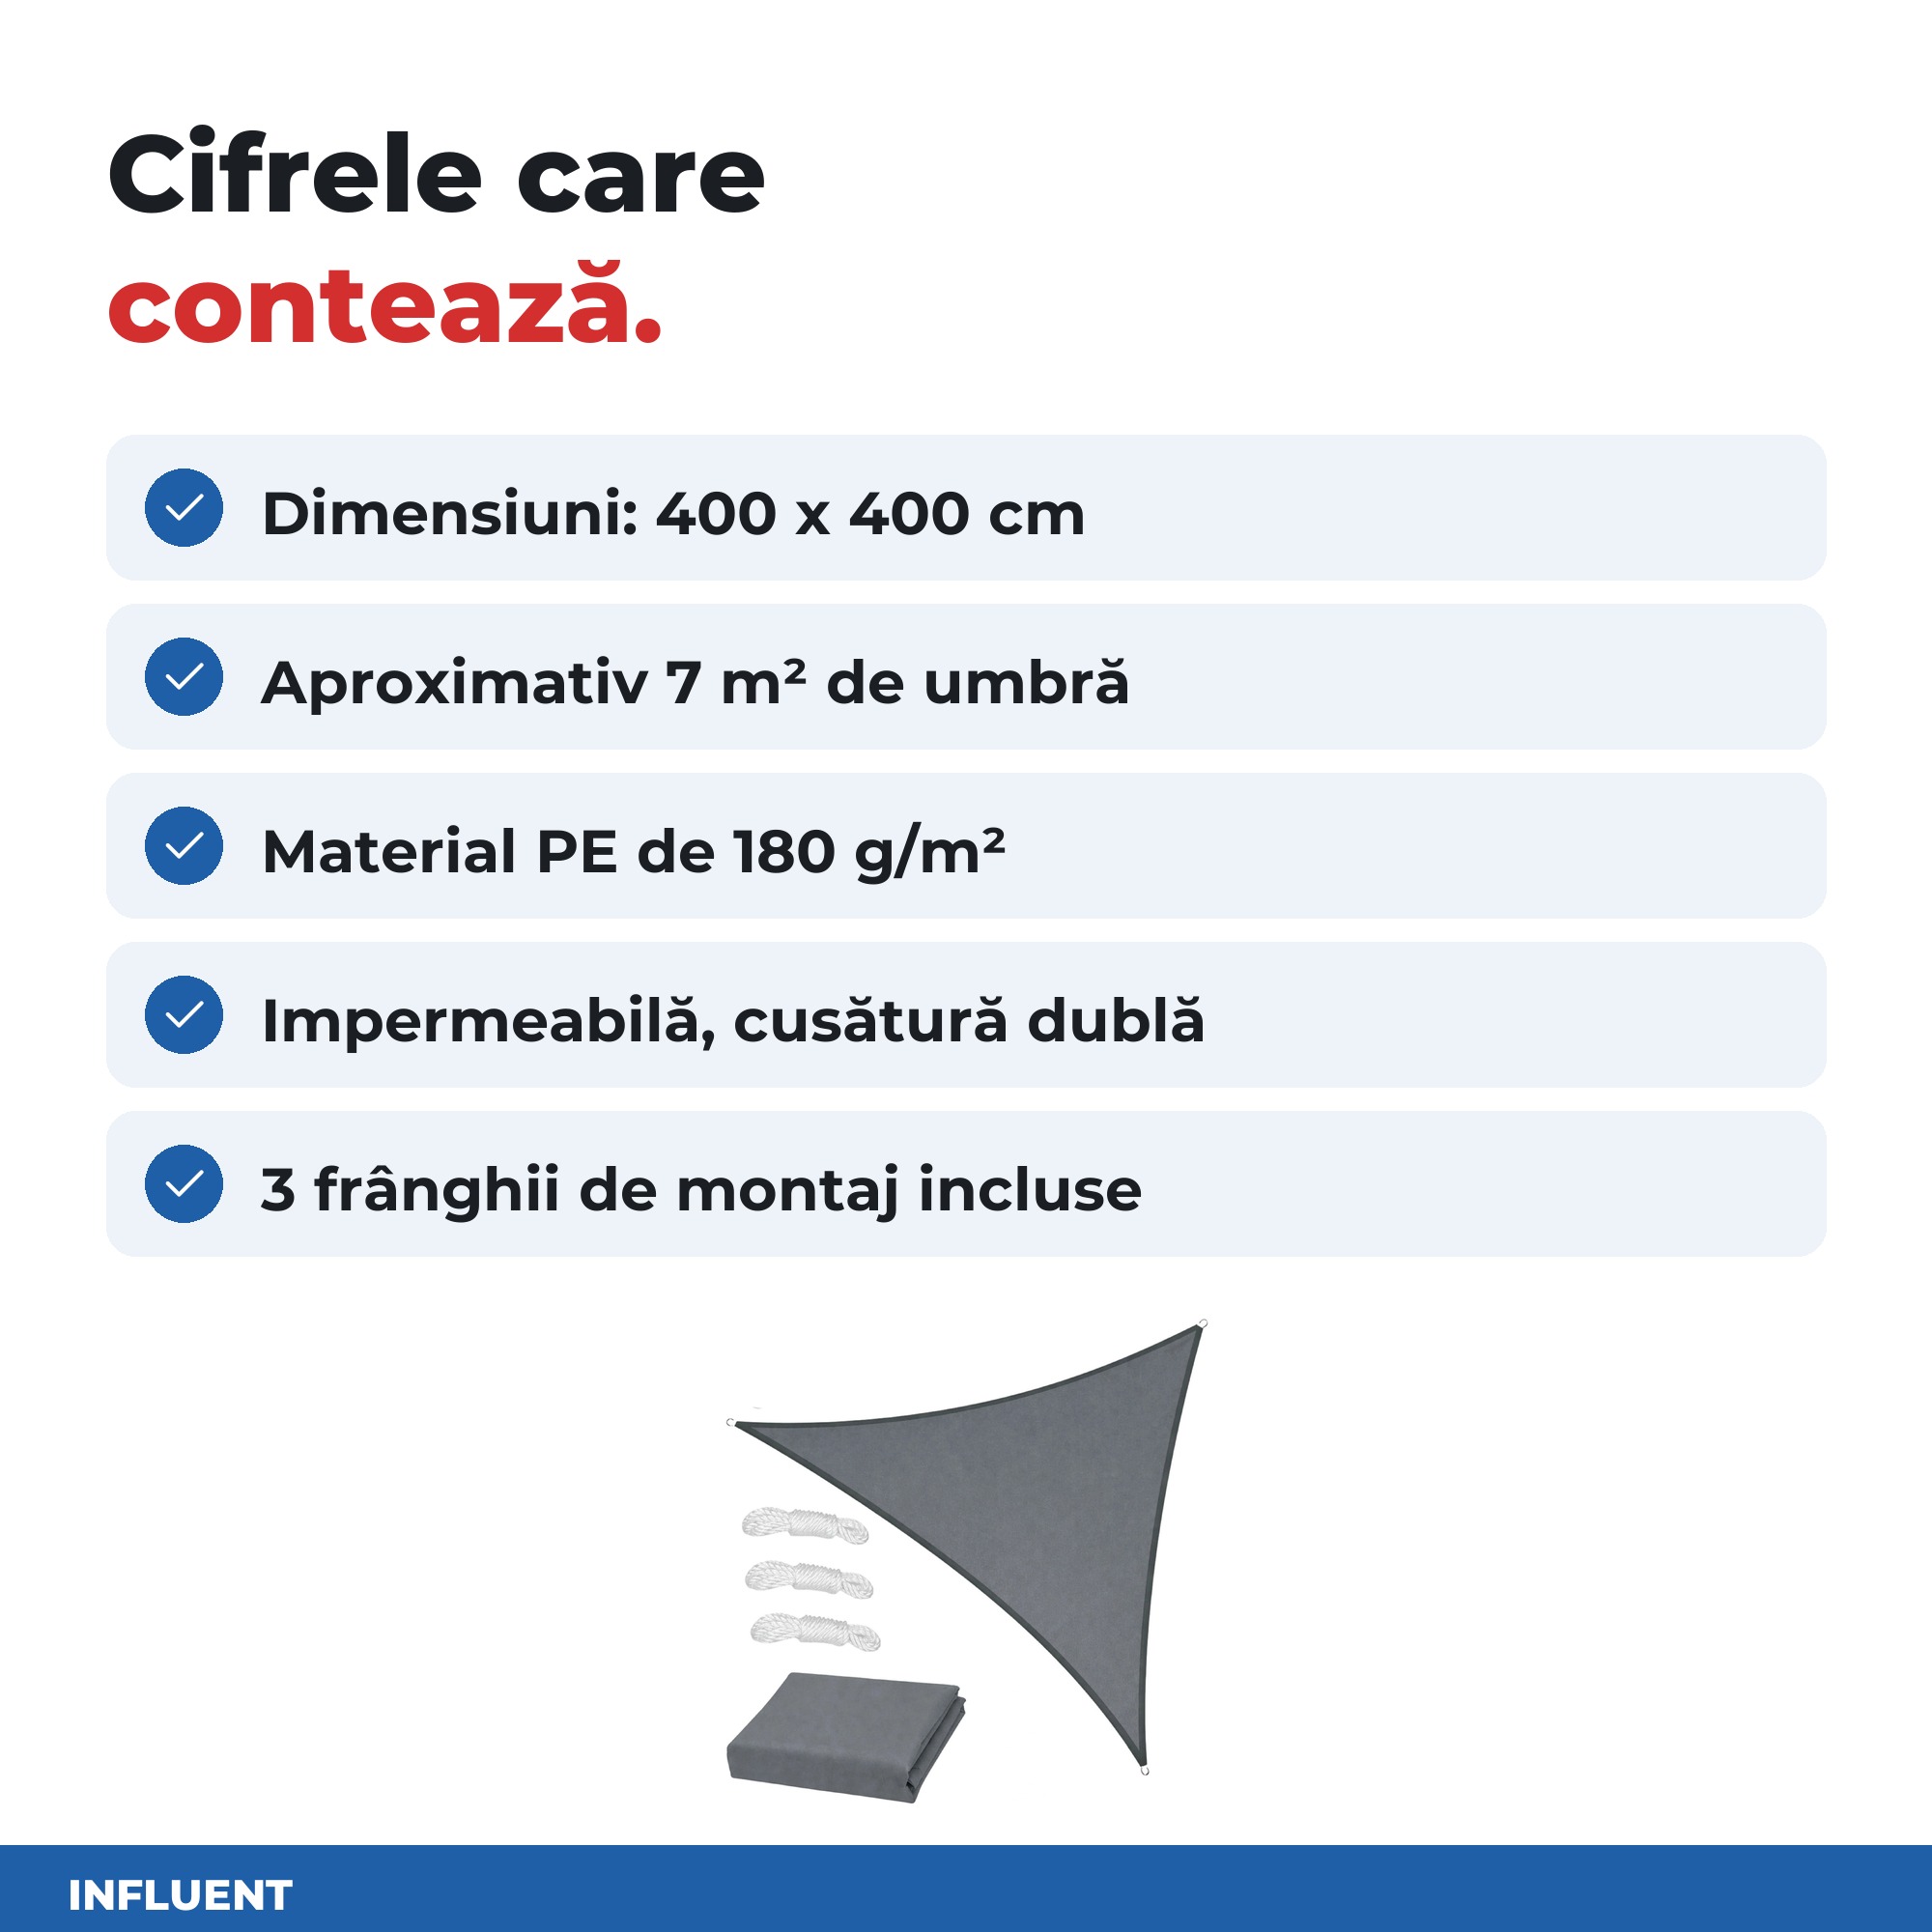 Cifrele care
contează.
Dimensiuni: 400 x 400 cm
Aproximativ 7 m² de umbră
Material PE de 180 g/m²
Impermeabilă, cusătură dublă
3 frânghii de montaj incluse
INFLUENT